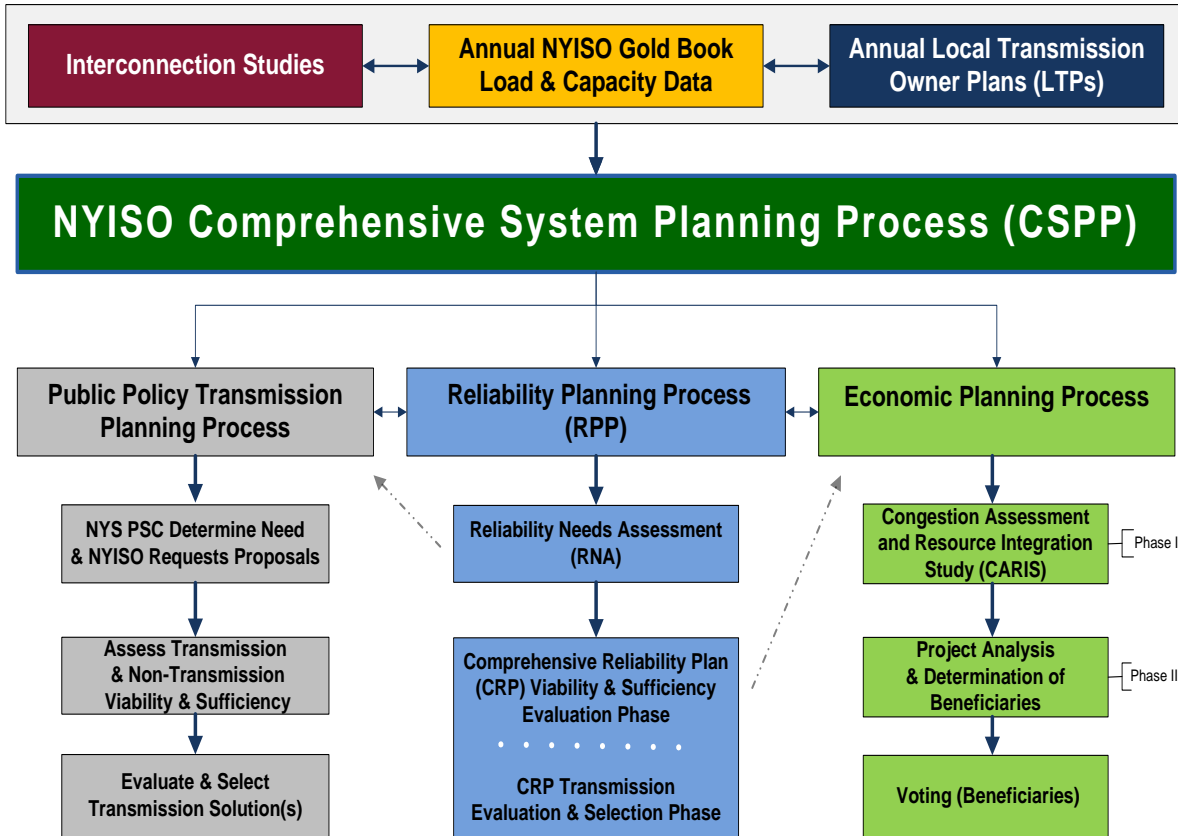 Interconnection Studies
Annual NYISO Gold Book
Load & Capacity Data
Annual Local Transmission
Owner Plans (LTPs)
NYISO Comprehensive System Planning Process (CSPP)
Public Policy Transmission
Planning Process
Reliability Planning Process
(RPP)
Economic Planning Process
NYS PSC Determine Need
& NYISO Requests Proposals
Reliability Needs Assessment
(RNA)
Congestion Assessment
and Resource Integration
Study (CARIS)
Phase I
Assess Transmission
& Non-Transmission
Viability & Sufficiency
Comprehensive Reliability Plan
(CRP) Viability & Sufficiency
Evaluation Phase
Project Analysis
& Determination of
Beneficiaries
Phase II
Evaluate & Select
Transmission Solution(s)
CRP Transmission
Evaluation & Selection Phase
Voting (Beneficiaries)